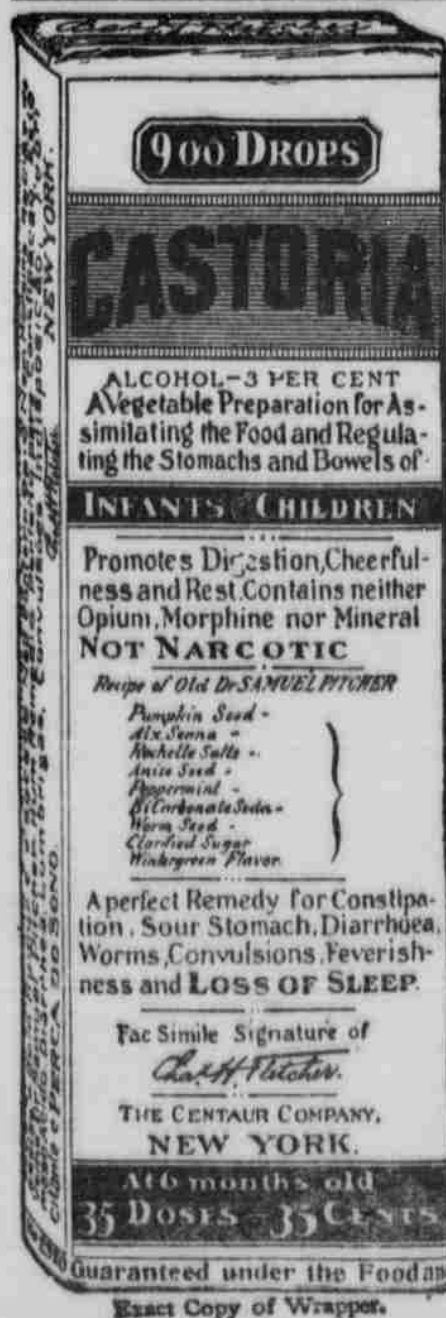 900 DROPS
CASTORIA
ALCOHOL-3 PER CENT
A Vegetable Preparation for As-
similating the Food and Regula-
ting the Stomachs and Bowels of
INFANTS CHILDREN
Promotes Digestion, Cheerful-
ness and Rest. Contains neither
Opium, Morphine nor Mineral
NOT NARCOTIC
Recipe of Old Dr SAMUEL PITCHER
Pumpkin Seed -
Alx. Senna -
Rochelle Salts -
Anise Seed -
Peppermint -
Bi Carbonate Soda -
Worm Seed -
Clarified Sugar
Wintergreen Flavor
A perfect Remedy for Constipa-
tion, Sour Stomach, Diarrhoea,
Worms, Convulsions, Feverish-
ness and LOSS OF SLEEP.
Fac Simile Signature of
Chas. H. Fletcher.
THE CENTAUR COMPANY,
NEW YORK.
At 6 months old
35 DOSES - 35 CENTS
Guaranteed under the Food an
Exact Copy of Wrapper.
NEW YORK.
PERCA DO SONO.